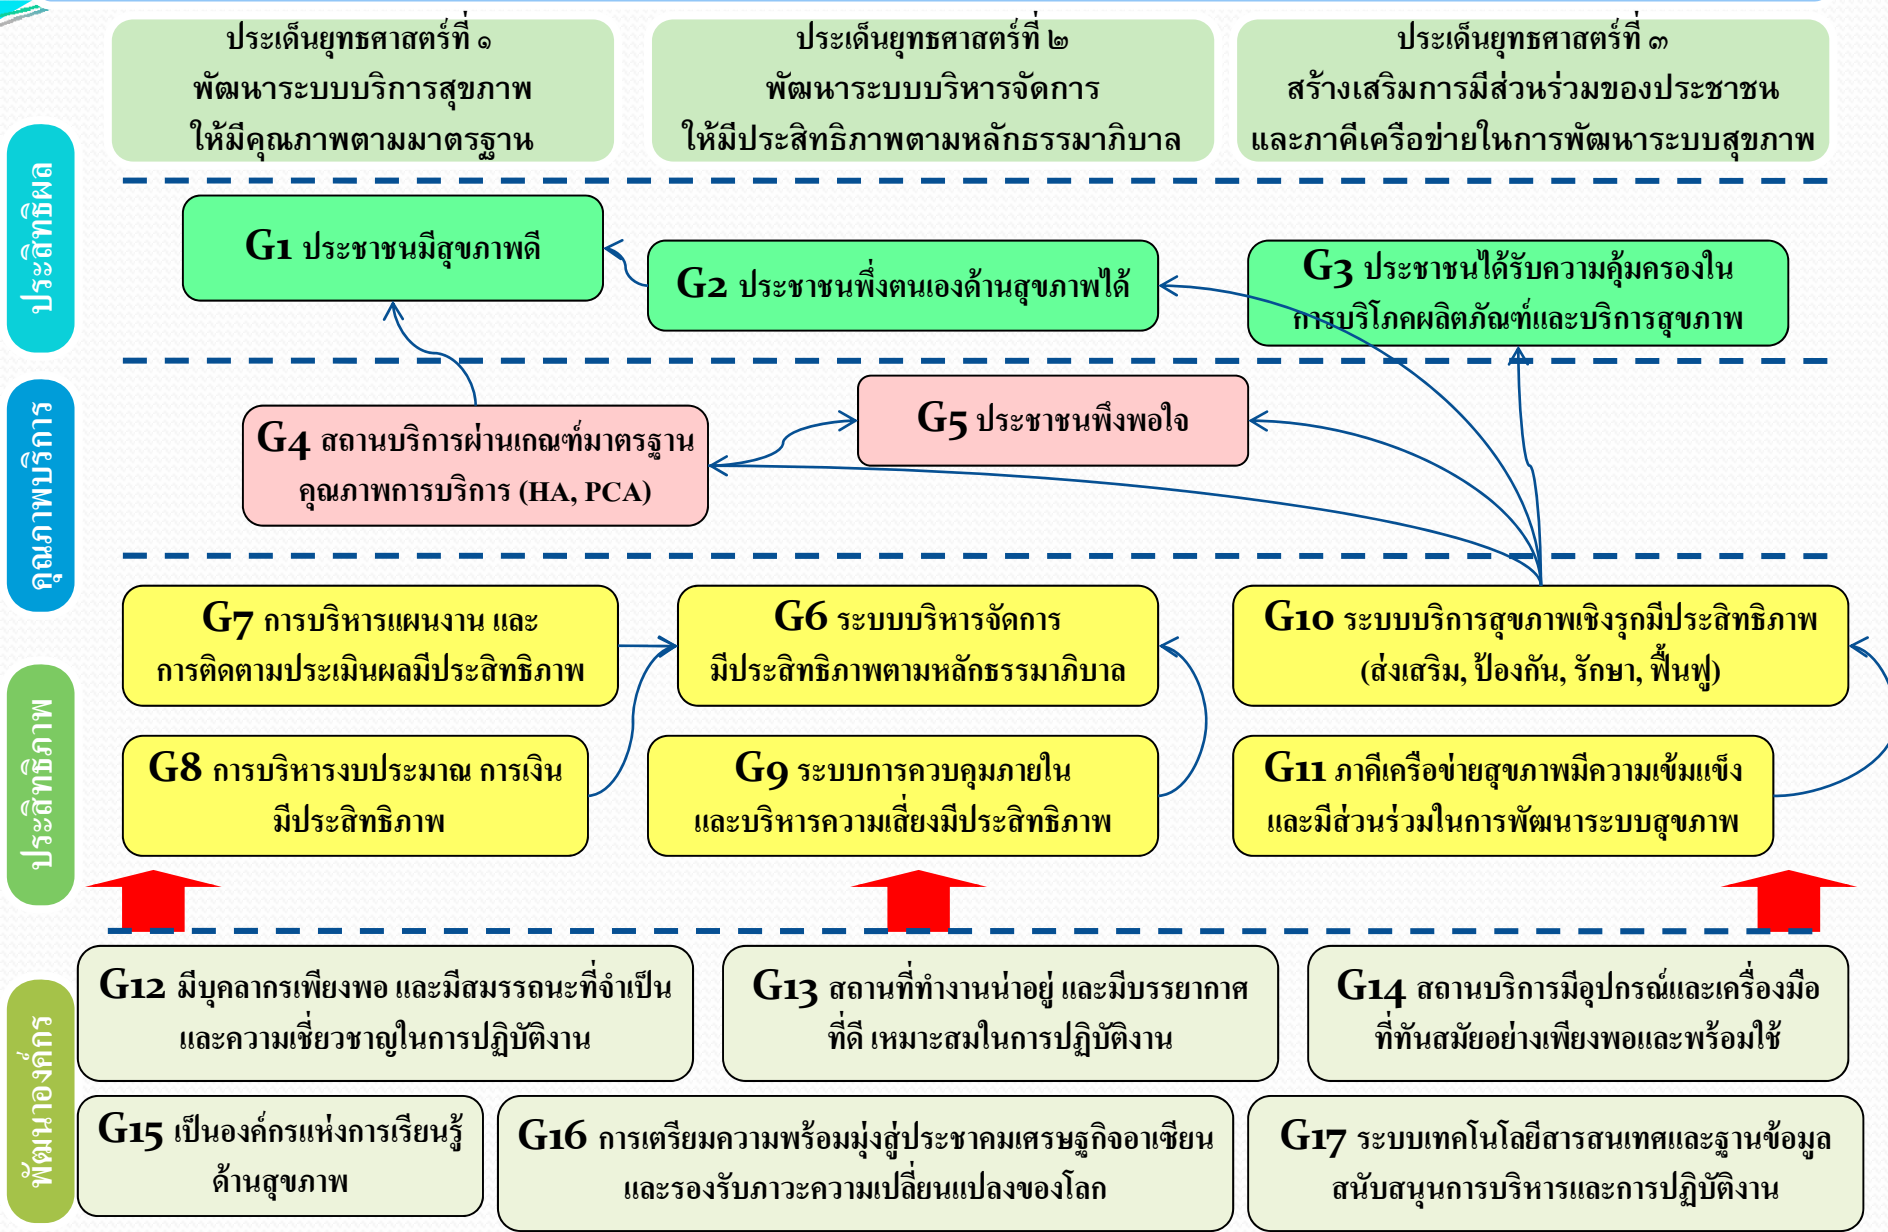 ประเด็นยุทธศาสตร์ที่ ๑
พัฒนาระบบบริการสุขภาพ
ให้มีคุณภาพตามมาตรฐาน
ประเด็นยุทธศาสตร์ที่ ๒
พัฒนาระบบบริหารจัดการ
ให้มีประสิทธิภาพตามหลักธรรมาภิบาล
ประเด็นยุทธศาสตร์ที่ ๓
สร้างเสริมการมีส่วนร่วมของประชาชน
และภาคีเครือข่ายในการพัฒนาระบบสุขภาพ
ประสิทธิผล
G1 ประชาชนมีสุขภาพดี
G2 ประชาชนพึ่งตนเองด้านสุขภาพได้
G3 ประชาชนได้รับความคุ้มครองใน
การบริโภคผลิตภัณฑ์และบริการสุขภาพ
คุณภาพบริการ
G4 สถานบริการผ่านเกณฑ์มาตรฐาน
คุณภาพการบริการ (HA, PCA)
G5 ประชาชนพึงพอใจ
ประสิทธิภาพ
G7 การบริหารแผนงาน และ
การติดตามประเมินผลมีประสิทธิภาพ
G6 ระบบบริหารจัดการ
มีประสิทธิภาพตามหลักธรรมาภิบาล
G10 ระบบบริการสุขภาพเชิงรุกมีประสิทธิภาพ
(ส่งเสริม, ป้องกัน, รักษา, ฟื้นฟู)
G8 การบริหารงบประมาณ การเงิน
มีประสิทธิภาพ
G9 ระบบการควบคุมภายใน
และบริหารความเสี่ยงมีประสิทธิภาพ
G11 ภาคีเครือข่ายสุขภาพมีความเข้มแข็ง
และมีส่วนร่วมในการพัฒนาระบบสุขภาพ
พัฒนาองค์กร
G12 มีบุคลากรเพียงพอ และมีสมรรถนะที่จำเป็น
และความเชี่ยวชาญในการปฏิบัติงาน
G13 สถานที่ทำงานน่าอยู่ และมีบรรยากาศ
ที่ดี เหมาะสมในการปฏิบัติงาน
G14 สถานบริการมีอุปกรณ์และเครื่องมือ
ที่ทันสมัยอย่างเพียงพอและพร้อมใช้
G15 เป็นองค์กรแห่งการเรียนรู้
ด้านสุขภาพ
G16 การเตรียมความพร้อมมุ่งสู่ประชาคมเศรษฐกิจอาเซียน
และรองรับภาวะความเปลี่ยนแปลงของโลก
G17 ระบบเทคโนโลยีสารสนเทศและฐานข้อมูล
สนับสนุนการบริหารและการปฏิบัติงาน